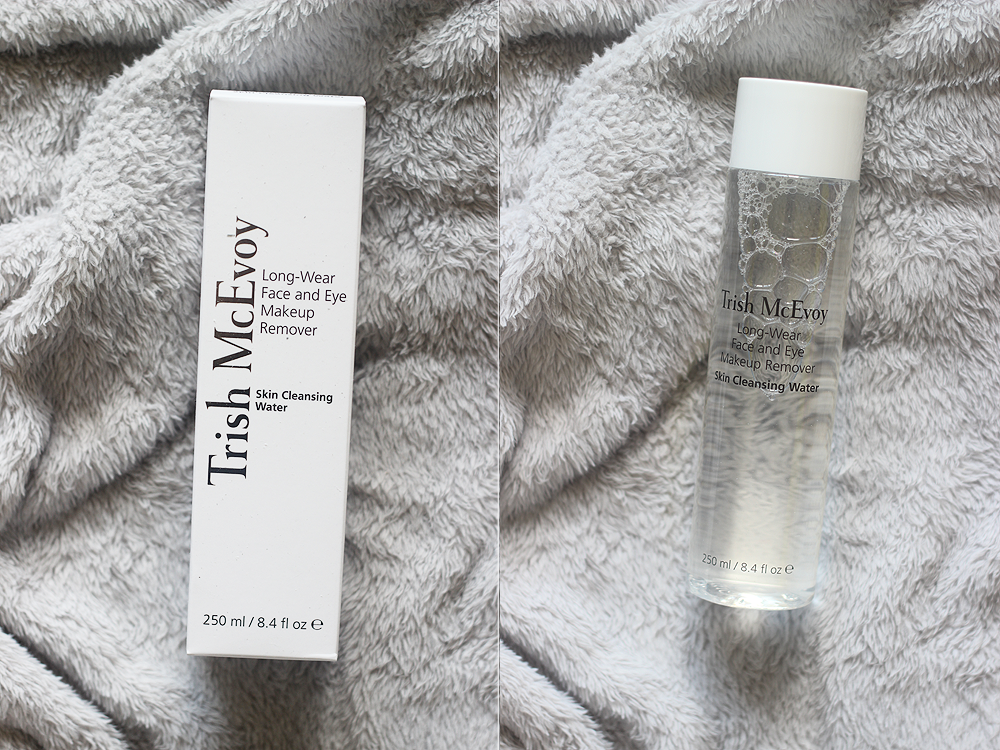 Trish McEvoy
Long-Wear
Face and Eye
Makeup
Remover
Skin Cleansing
Water
250 ml / 8.4 fl oz ℮
Trish McEvoy
Long-Wear
Face and Eye
Makeup Remover
Skin Cleansing Water
250 ml / 8.4 fl oz ℮